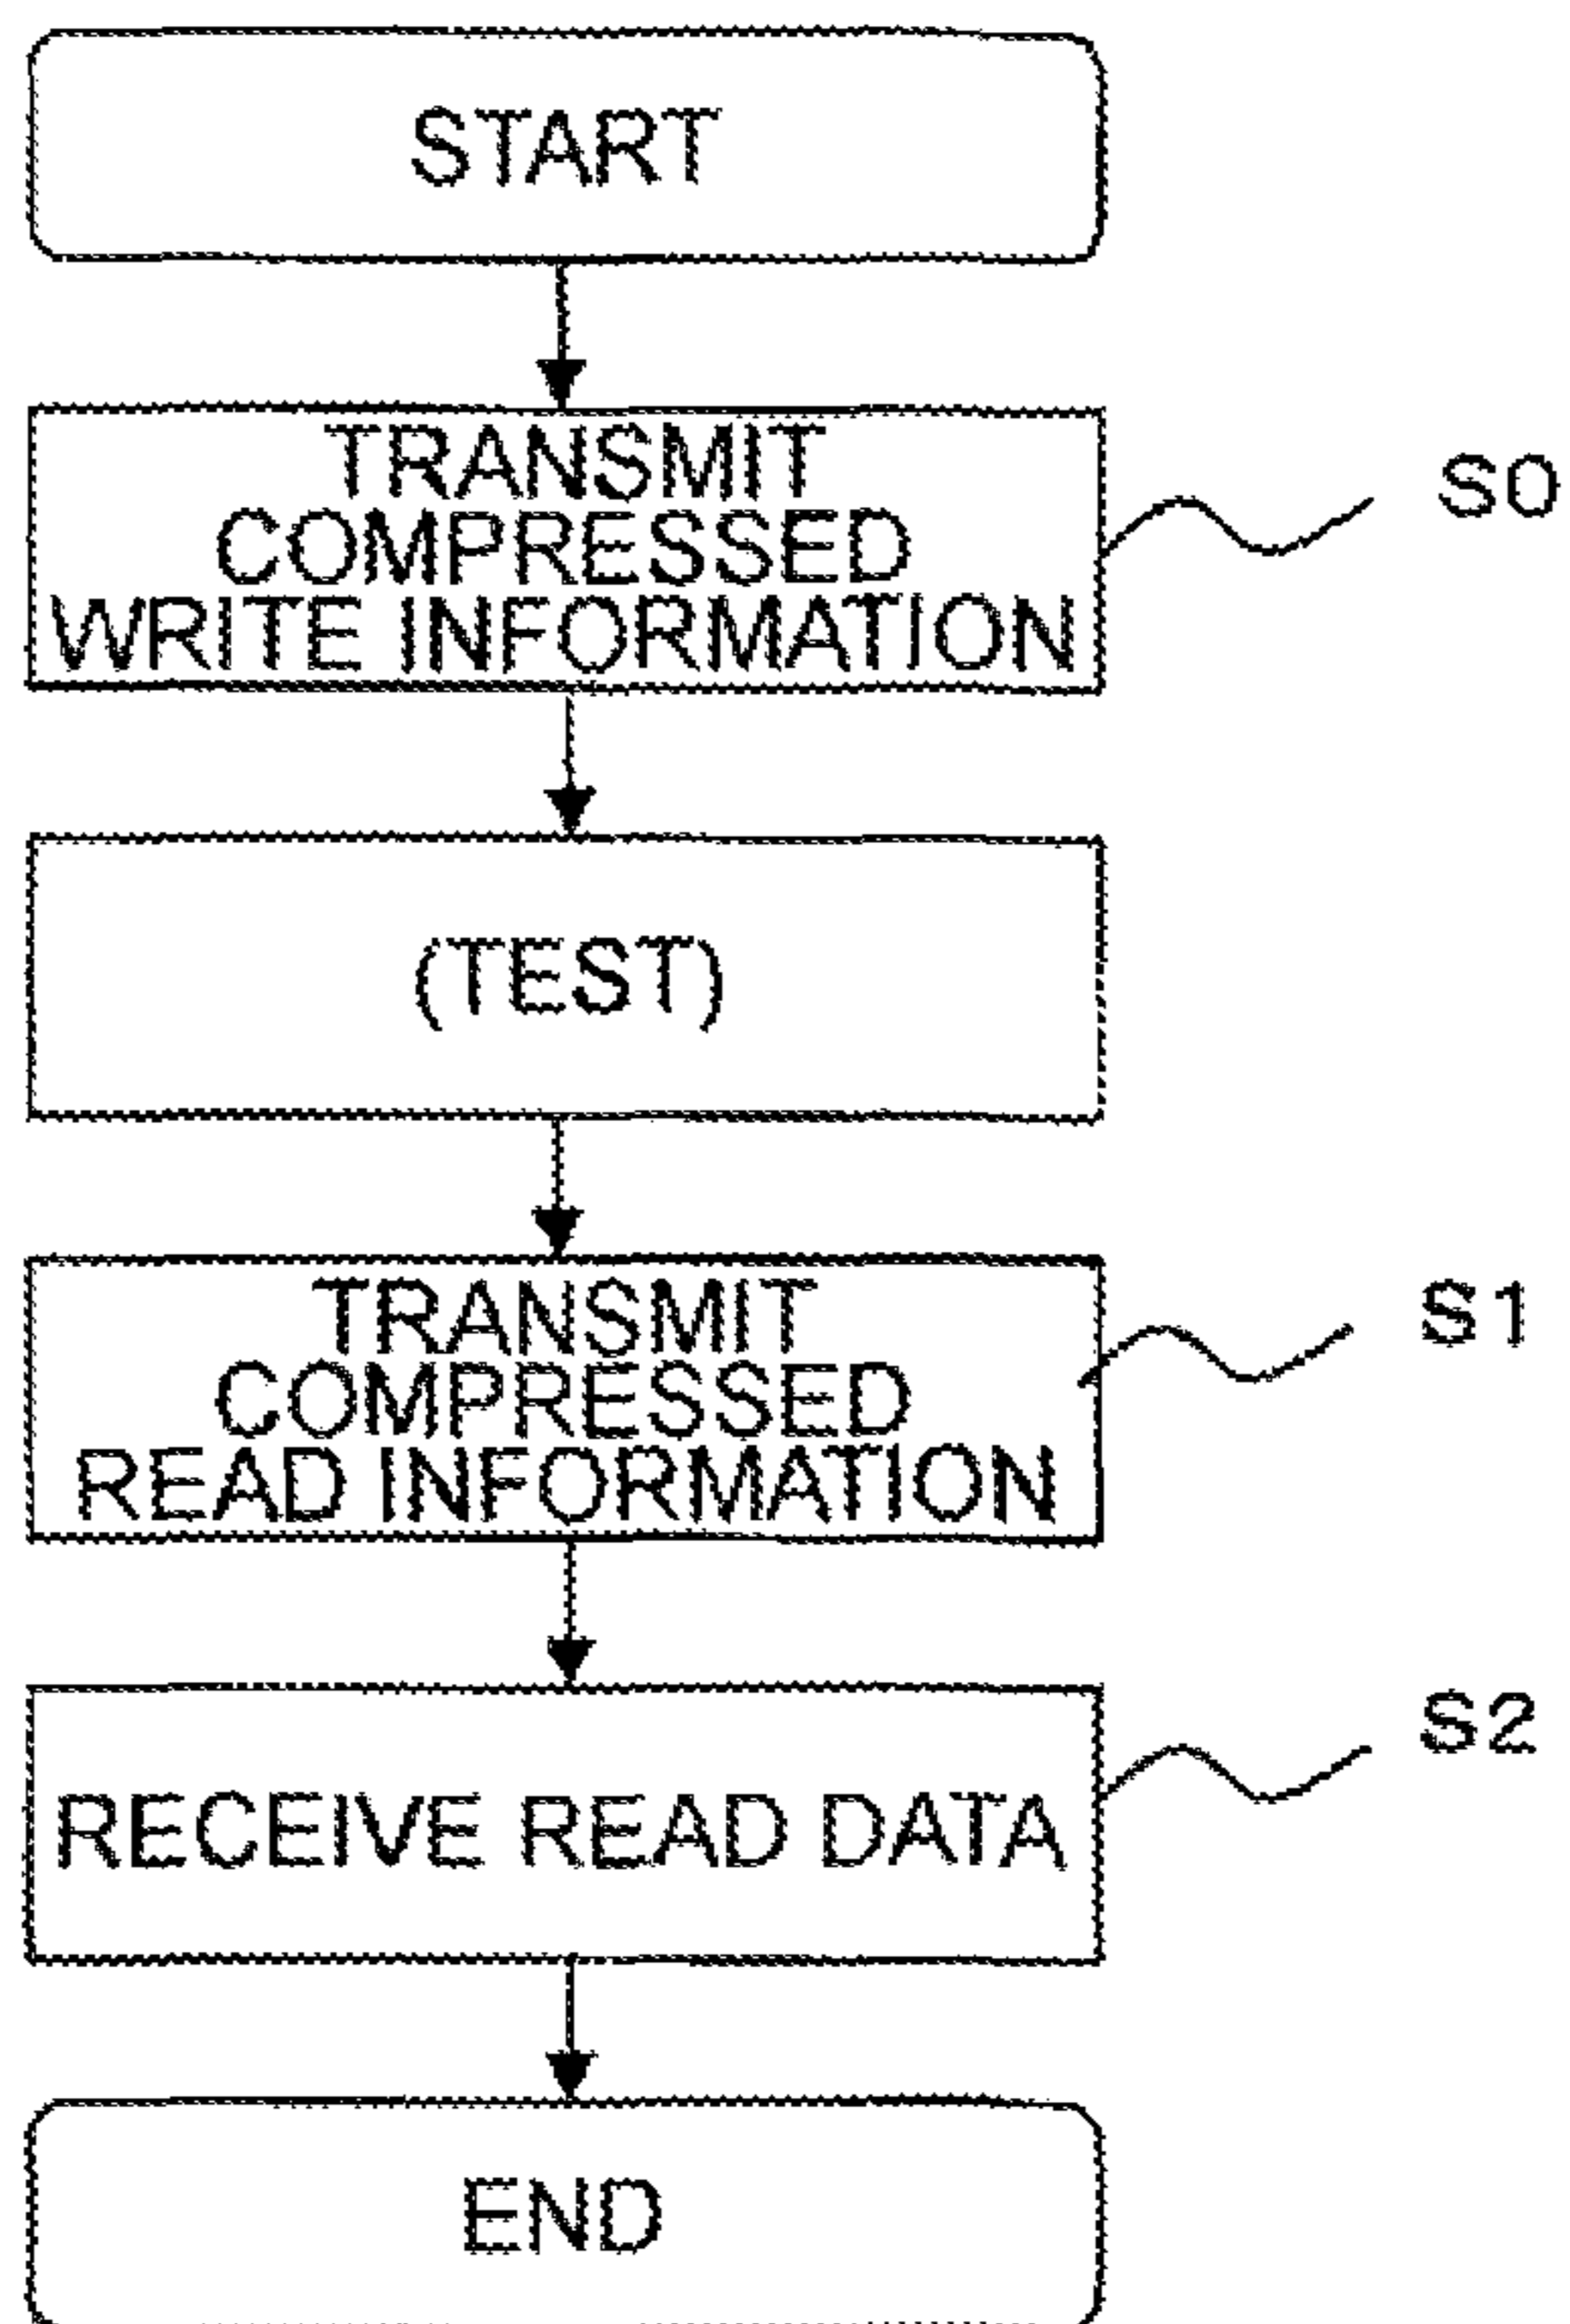 START
TRANSMIT
COMPRESSED
WRITE INFORMATION
S0
(TEST)
TRANSMIT
COMPRESSED
READ INFORMATION
S1
RECEIVE READ DATA
S2
END